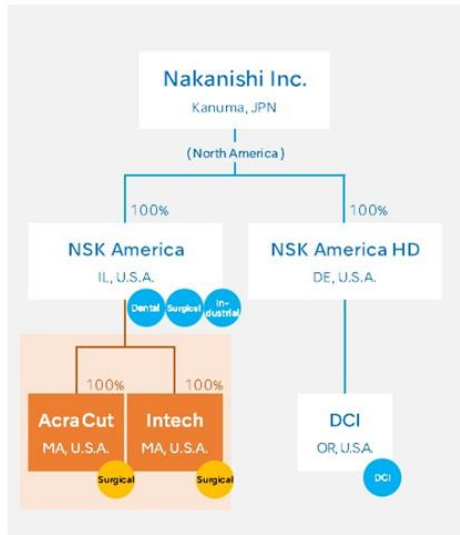 Nakanishi Inc.
Kanuma, JPN
(North America)
100%
100%
NSK America
IL, U.S.A.
NSK America HD
DE, U.S.A.
Dental
Surgical
In-
dustrial
100%
100%
Acra Cut
MA, U.S.A.
Intech
MA, U.S.A.
DCI
OR, U.S.A.
Surgical
Surgical
DCI